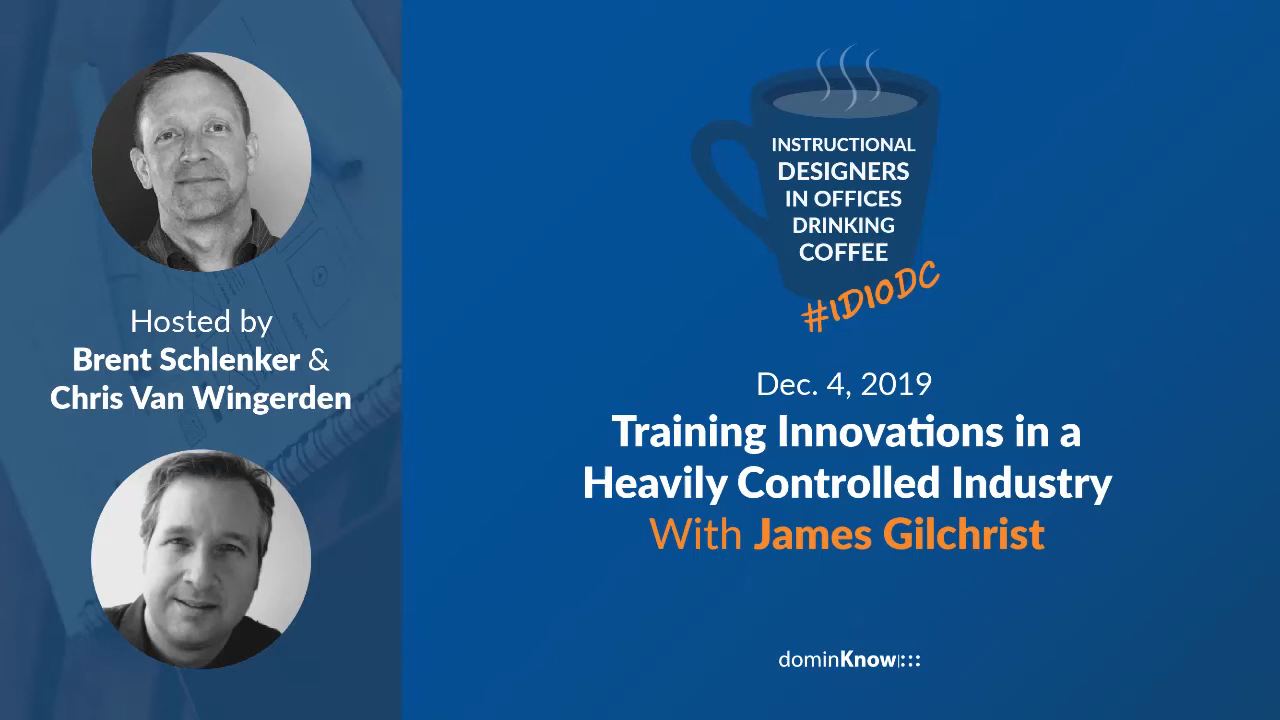 Hosted by
Brent Schlenker &
Chris Van Wingerden
INSTRUCTIONAL
DESIGNERS
IN OFFICES
DRINKING
COFFEE
#IDIODC
Dec. 4, 2019
Training Innovations in a
Heavily Controlled Industry
With James Gilchrist
dominKnow